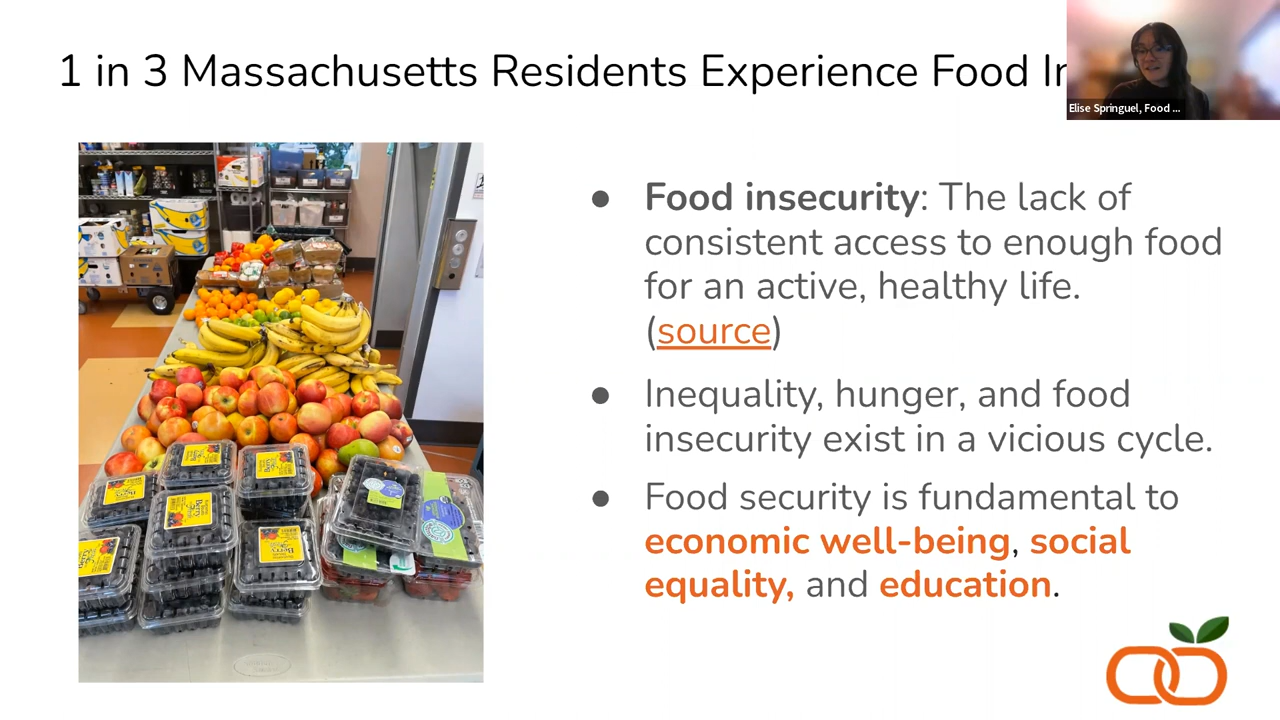 1 in 3 Massachusetts Residents Experience Food
Elise Springuel, Food ...
● Food insecurity: The lack of
consistent access to enough food
for an active, healthy life.
(source)
● Inequality, hunger, and food
insecurity exist in a vicious cycle.
● Food security is fundamental to
economic well-being, social
equality, and education.